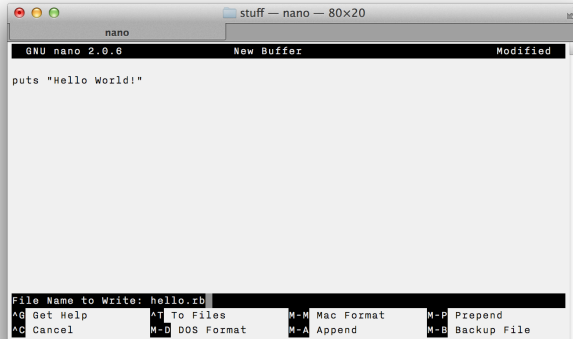 stuff — nano — 80×20
nano
GNU nano 2.0.6 New Buffer Modified
puts "Hello World!"
File Name to Write: hello.rb
^G Get Help ^T To Files M-M Mac Format M-P Prepend
^C Cancel M-D DOS Format M-A Append M-B Backup File